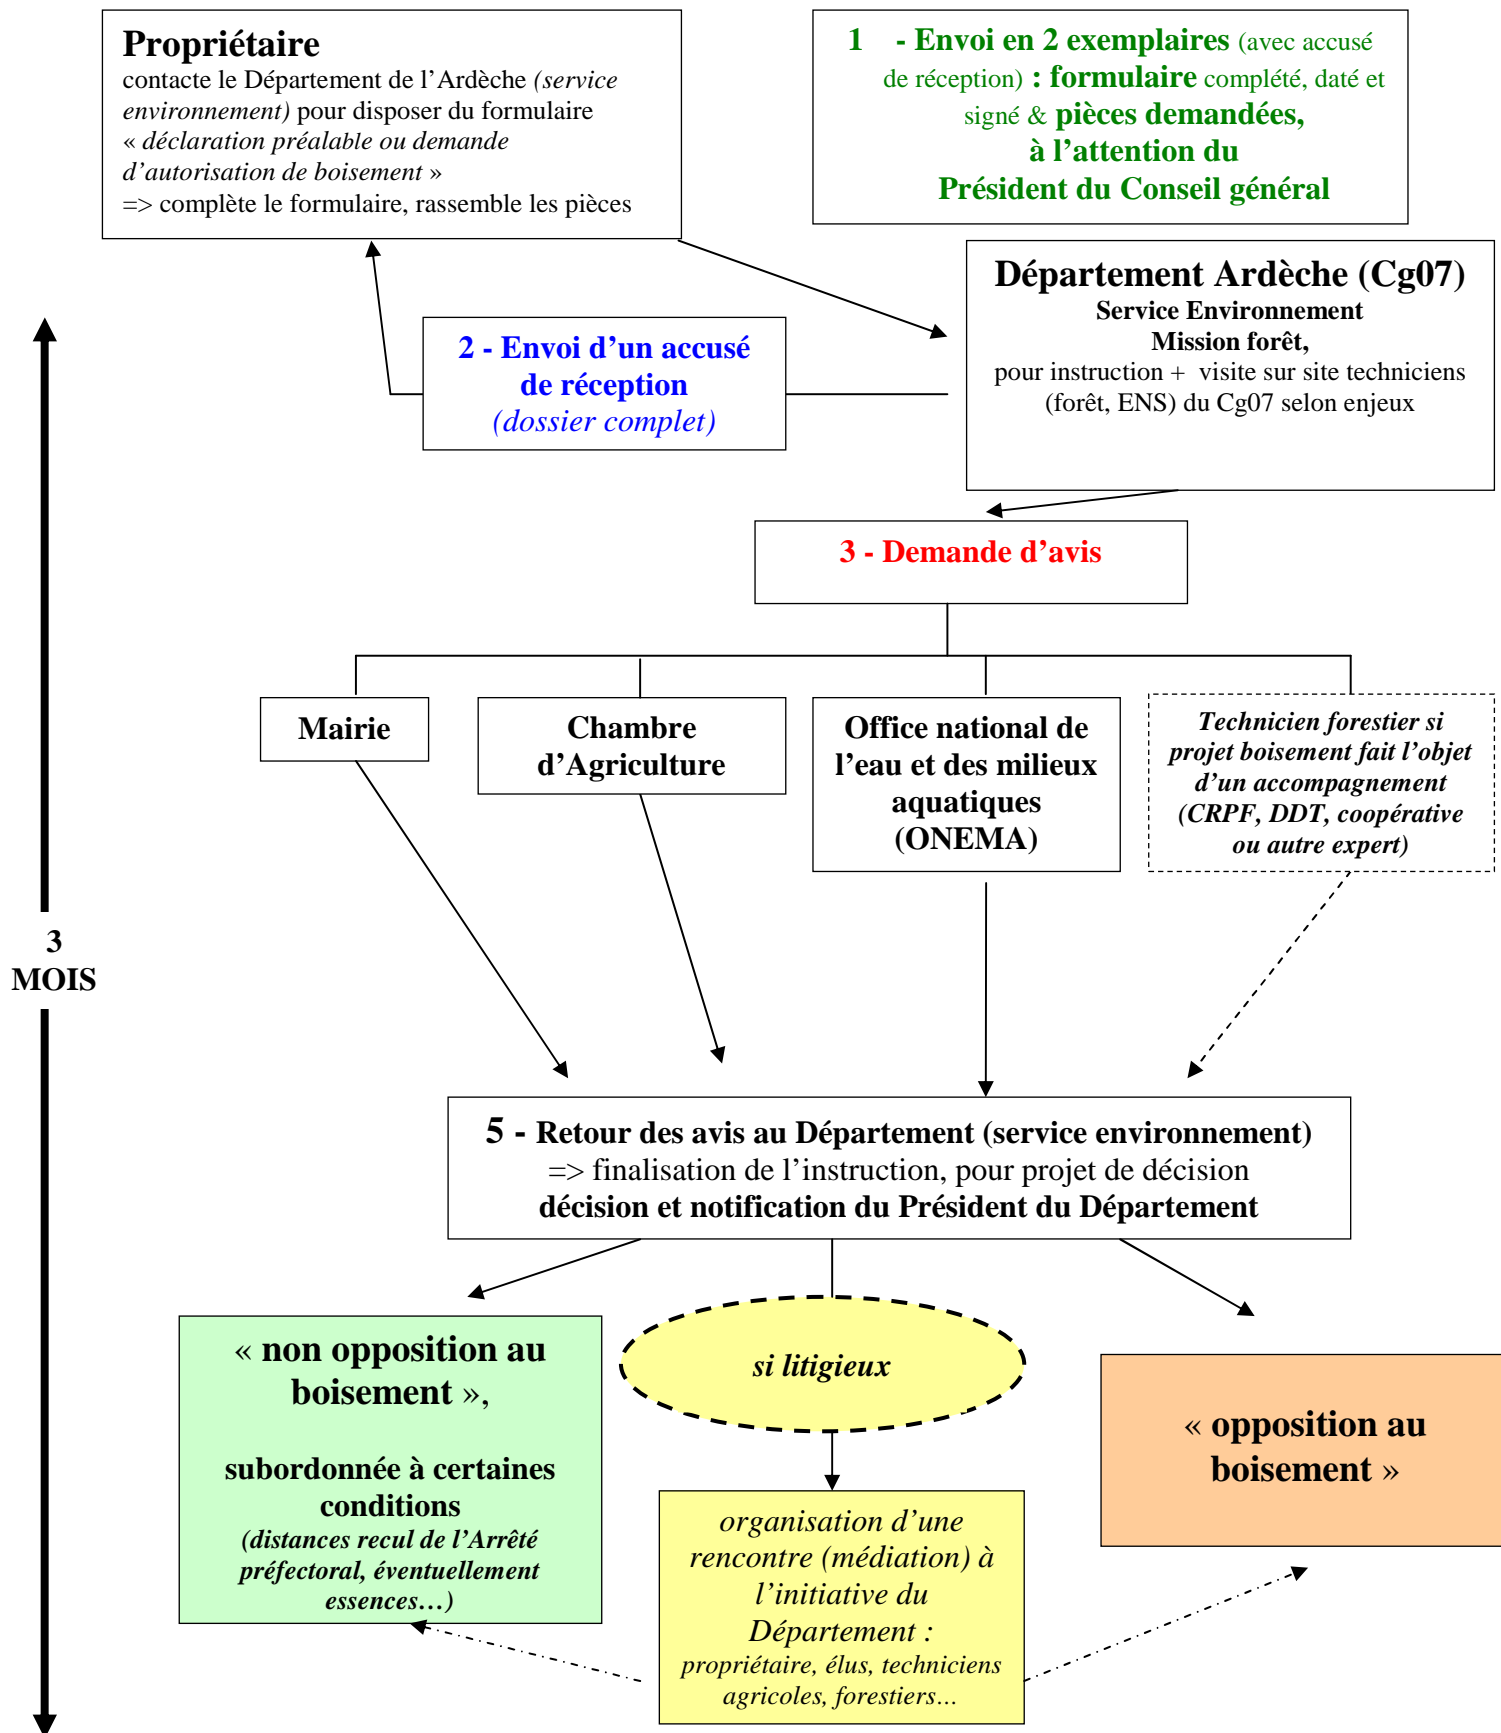 Propriétaire
contacte le Département de l’Ardèche (service
environnement) pour disposer du formulaire
« déclaration préalable ou demande
d’autorisation de boisement »
=> complète le formulaire, rassemble les pièces
1 - Envoi en 2 exemplaires (avec accusé
de réception) : formulaire complété, daté et
signé & pièces demandées,
à l’attention du
Président du Conseil général
Département Ardèche (Cg07)
Service Environnement
Mission forêt,
pour instruction + visite sur site techniciens
(forêt, ENS) du Cg07 selon enjeux
2 - Envoi d’un accusé
de réception
(dossier complet)
3 - Demande d’avis
Mairie
Chambre
d’Agriculture
Office national de
l’eau et des milieux
aquatiques
(ONEMA)
Technicien forestier si
projet boisement fait l’objet
d’un accompagnement
(CRPF, DDT, coopérative
ou autre expert)
3
MOIS
5 - Retour des avis au Département (service environnement)
=> finalisation de l’instruction, pour projet de décision
décision et notification du Président du Département
« non opposition au
boisement »,
subordonnée à certaines
conditions
(distances recul de l’Arrêté
préfectoral, éventuellement
essences…)
si litigieux
organisation d’une
rencontre (médiation) à
l’initiative du
Département :
propriétaire, élus, techniciens
agricoles, forestiers…
« opposition au
boisement »